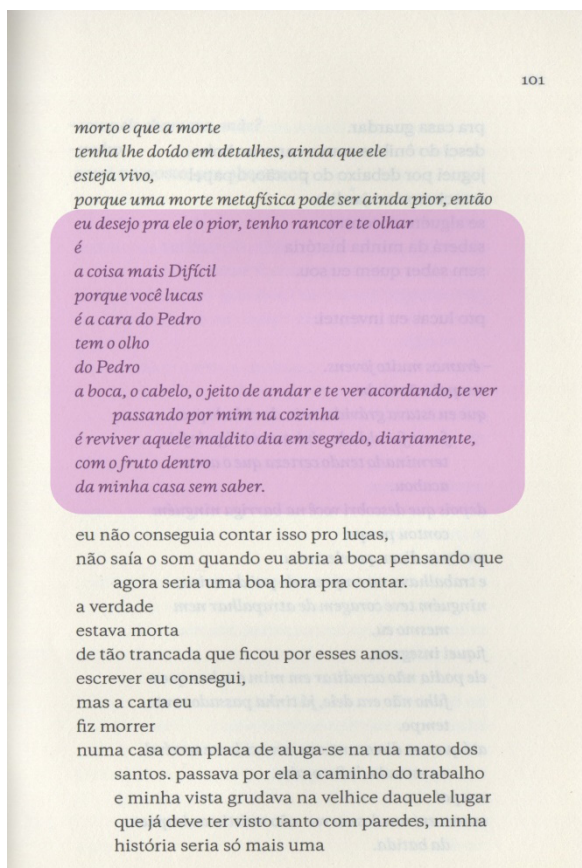 101
morto e que a morte
tenha lhe doído em detalhes, ainda que ele
esteja vivo,
porque uma morte metafísica pode ser ainda pior, então
eu desejo pra ele o pior, tenho rancor e te olhar
é
a coisa mais Difícil
porque você lucas
é a cara do Pedro
tem o olho
do Pedro
a boca, o cabelo, o jeito de andar e te ver acordando, te ver
passando por mim na cozinha
é reviver aquele maldito dia em segredo, diariamente,
com o fruto dentro
da minha casa sem saber.
eu não conseguia contar isso pro lucas,
não saía o som quando eu abria a boca pensando que
agora seria uma boa hora pra contar.
a verdade
estava morta
de tão trancada que ficou por esses anos.
escrever eu consegui,
mas a carta eu
fiz morrer
numa casa com placa de aluga-se na rua mato dos
santos. passava por ela a caminho do trabalho
e minha vista grudava na velhice daquele lugar
que já deve ter visto tanto com paredes, minha
história seria só mais uma